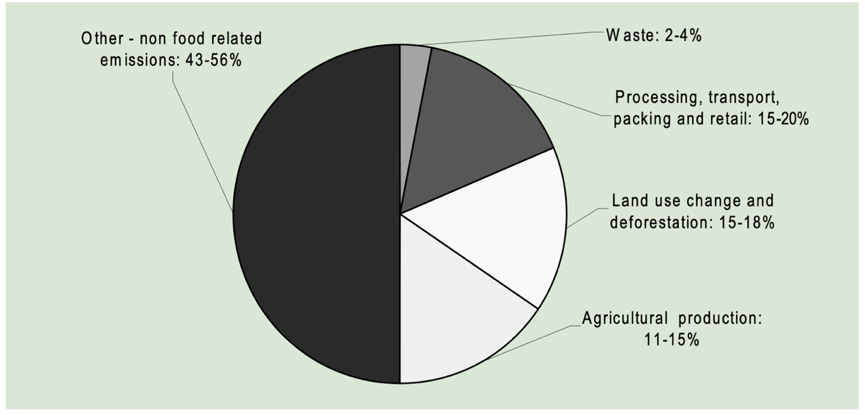 Other - non food related
emissions: 43-56%
Waste: 2-4%
Processing, transport,
packing and retail: 15-20%
Land use change and
deforestation: 15-18%
Agricultural production:
11-15%